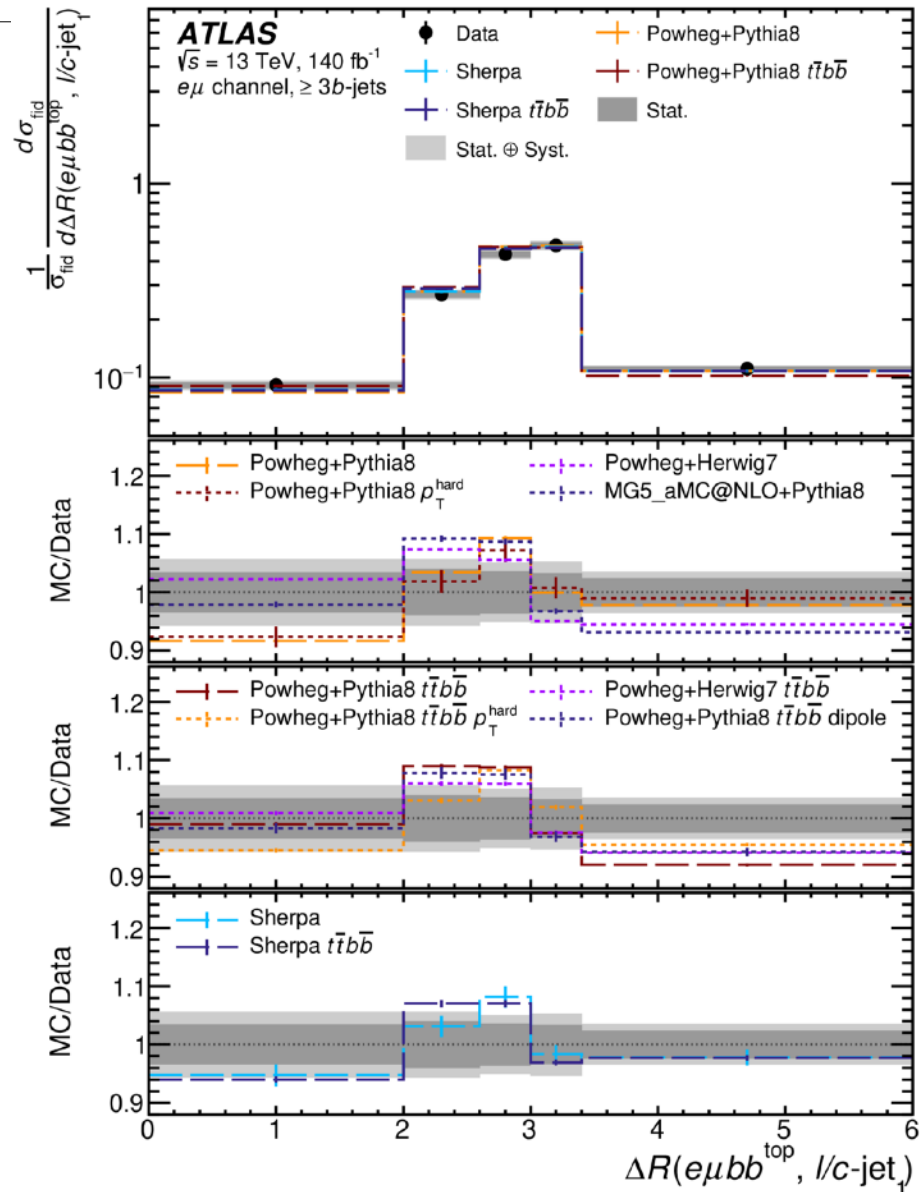 ATLAS
√s = 13 TeV, 140 fb⁻¹
eμ channel, ≥ 3b-jets
Data
Sherpa
Sherpa tt̅bb̅
Stat. ⊕ Syst.
Powheg+Pythia8
Powheg+Pythia8 tt̅bb̅
Stat.
1/σ_fid dσ_fid/dΔR(eμbb^top, l/c-jet₁)
1
10⁻¹
Powheg+Pythia8
Powheg+Pythia8 p_T^hard
Powheg+Herwig7
MG5_aMC@NLO+Pythia8
MC/Data
1.2
1.1
1
0.9
Powheg+Pythia8 tt̅bb̅
Powheg+Pythia8 tt̅bb̅ p_T^hard
Powheg+Herwig7 tt̅bb̅
Powheg+Pythia8 tt̅bb̅ dipole
MC/Data
1.2
1.1
1
0.9
Sherpa
Sherpa tt̅bb̅
MC/Data
1.2
1.1
1
0.9
0 1 2 3 4 5 6
ΔR(eμbb^top, l/c-jet₁)